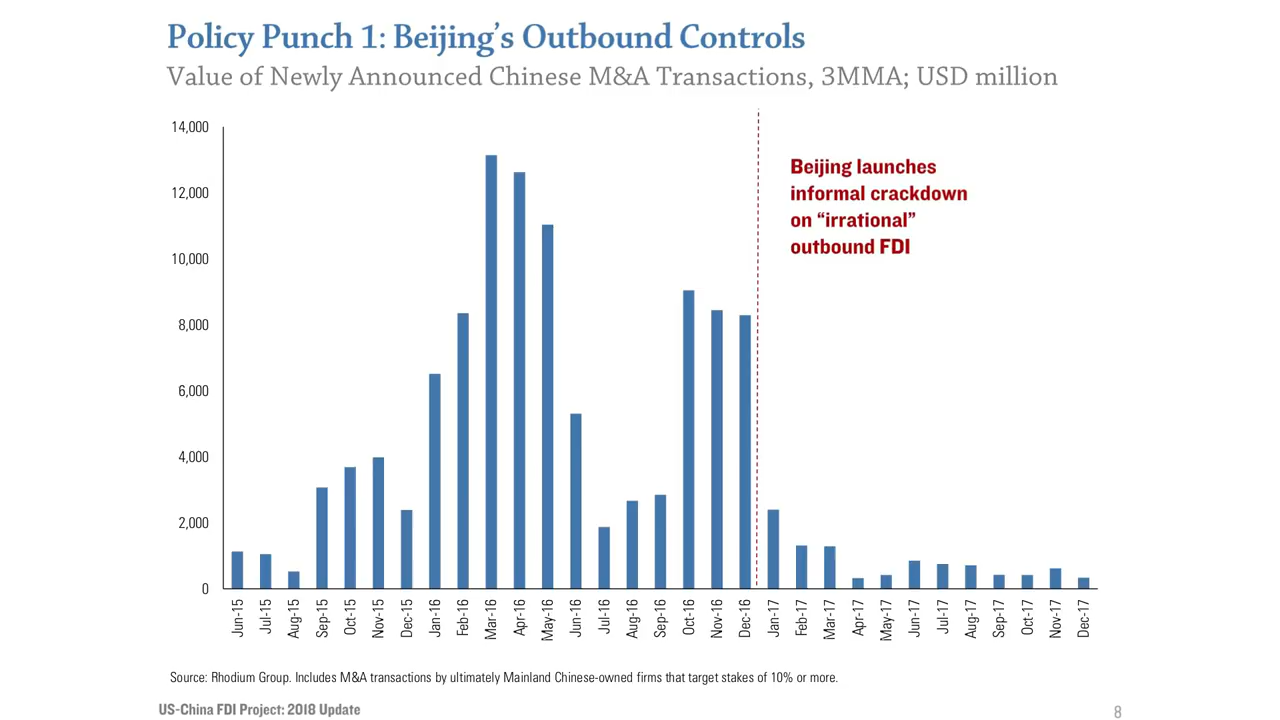 Policy Punch 1: Beijing’s Outbound Controls
Value of Newly Announced Chinese M&A Transactions, 3MMA; USD million
14,000
12,000
10,000
8,000
6,000
4,000
2,000
0
Beijing launches
informal crackdown
on “irrational”
outbound FDI
Jun-15
Jul-15
Aug-15
Sep-15
Oct-15
Nov-15
Dec-15
Jan-16
Feb-16
Mar-16
Apr-16
May-16
Jun-16
Jul-16
Aug-16
Sep-16
Oct-16
Nov-16
Dec-16
Jan-17
Feb-17
Mar-17
Apr-17
May-17
Jun-17
Jul-17
Aug-17
Sep-17
Oct-17
Nov-17
Dec-17
Source: Rhodium Group. Includes M&A transactions by ultimately Mainland Chinese-owned firms that target stakes of 10% or more.
US-China FDI Project: 2018 Update
8